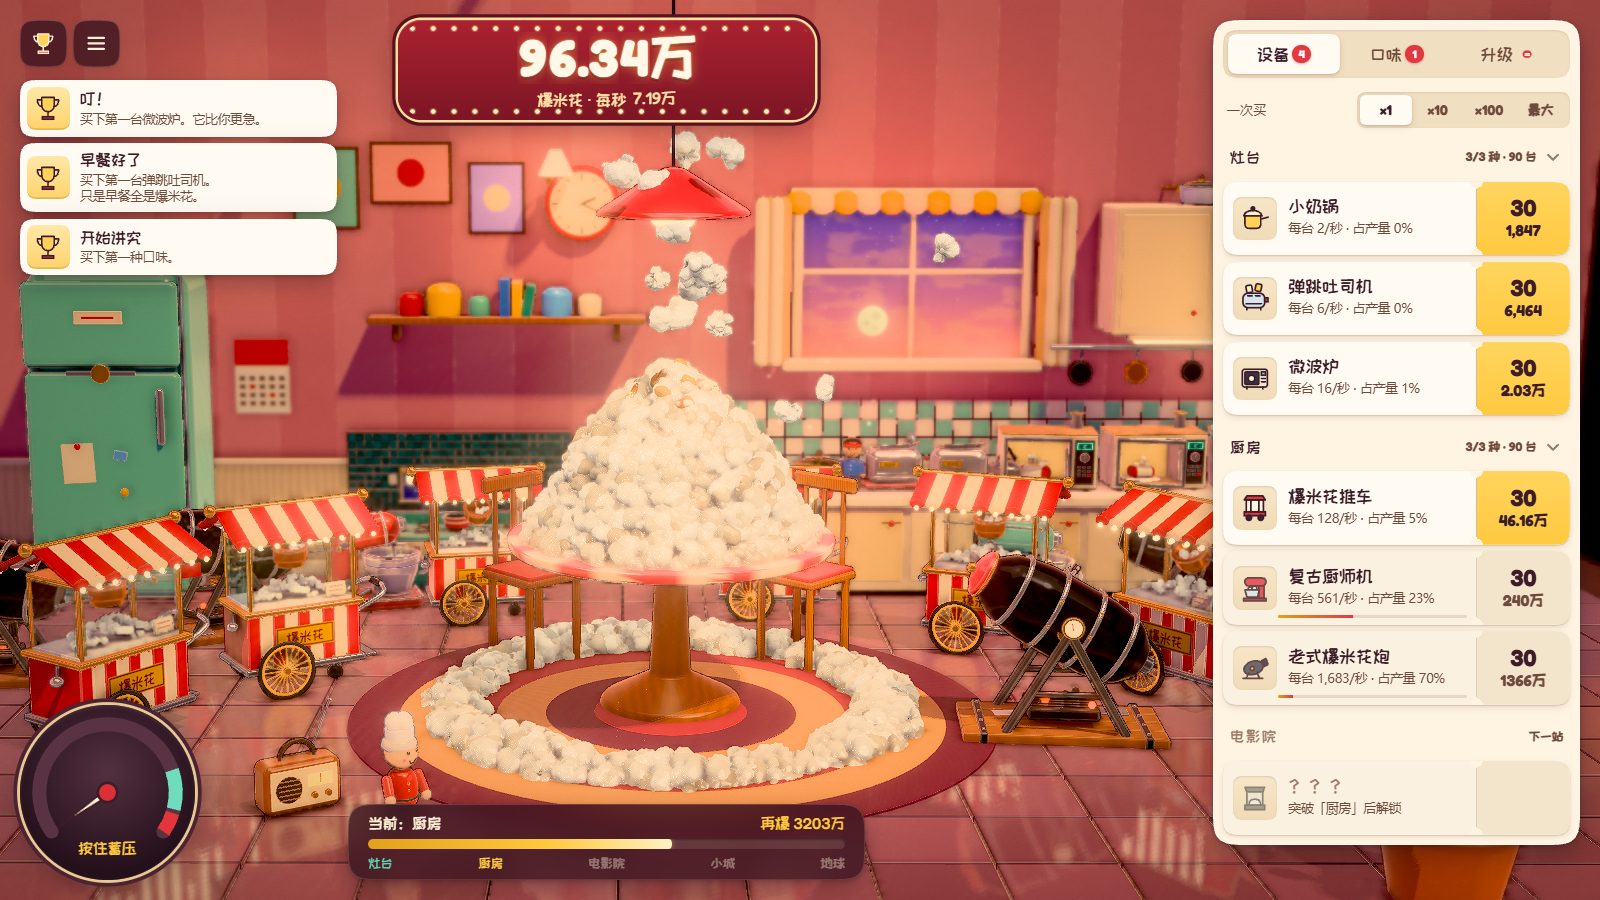 96.34万
爆米花 · 每秒 7.19万
叮！
买下第一台微波炉。它比你更急。
早餐好了
买下第一台弹跳吐司机。
只是早餐全是爆米花。
开始讲究
买下第一种口味。
设备 4
口味 1
升级
一次买
×1
×10
×100
最大
灶台
3/3 种 · 90 台
小奶锅
每台 2/秒 · 占产量 0%
30
1,847
弹跳吐司机
每台 6/秒 · 占产量 0%
30
6,464
微波炉
每台 16/秒 · 占产量 1%
30
2.03万
厨房
3/3 种 · 90 台
爆米花推车
每台 128/秒 · 占产量 5%
30
46.16万
复古厨师机
每台 561/秒 · 占产量 23%
30
240万
老式爆米花炮
每台 1,683/秒 · 占产量 70%
30
1366万
电影院
下一站
？？？
突破「厨房」后解锁
爆米花
爆米花
爆米花
按住蓄压
当前：厨房
再爆 3203万
灶台
厨房
电影院
小城
地球